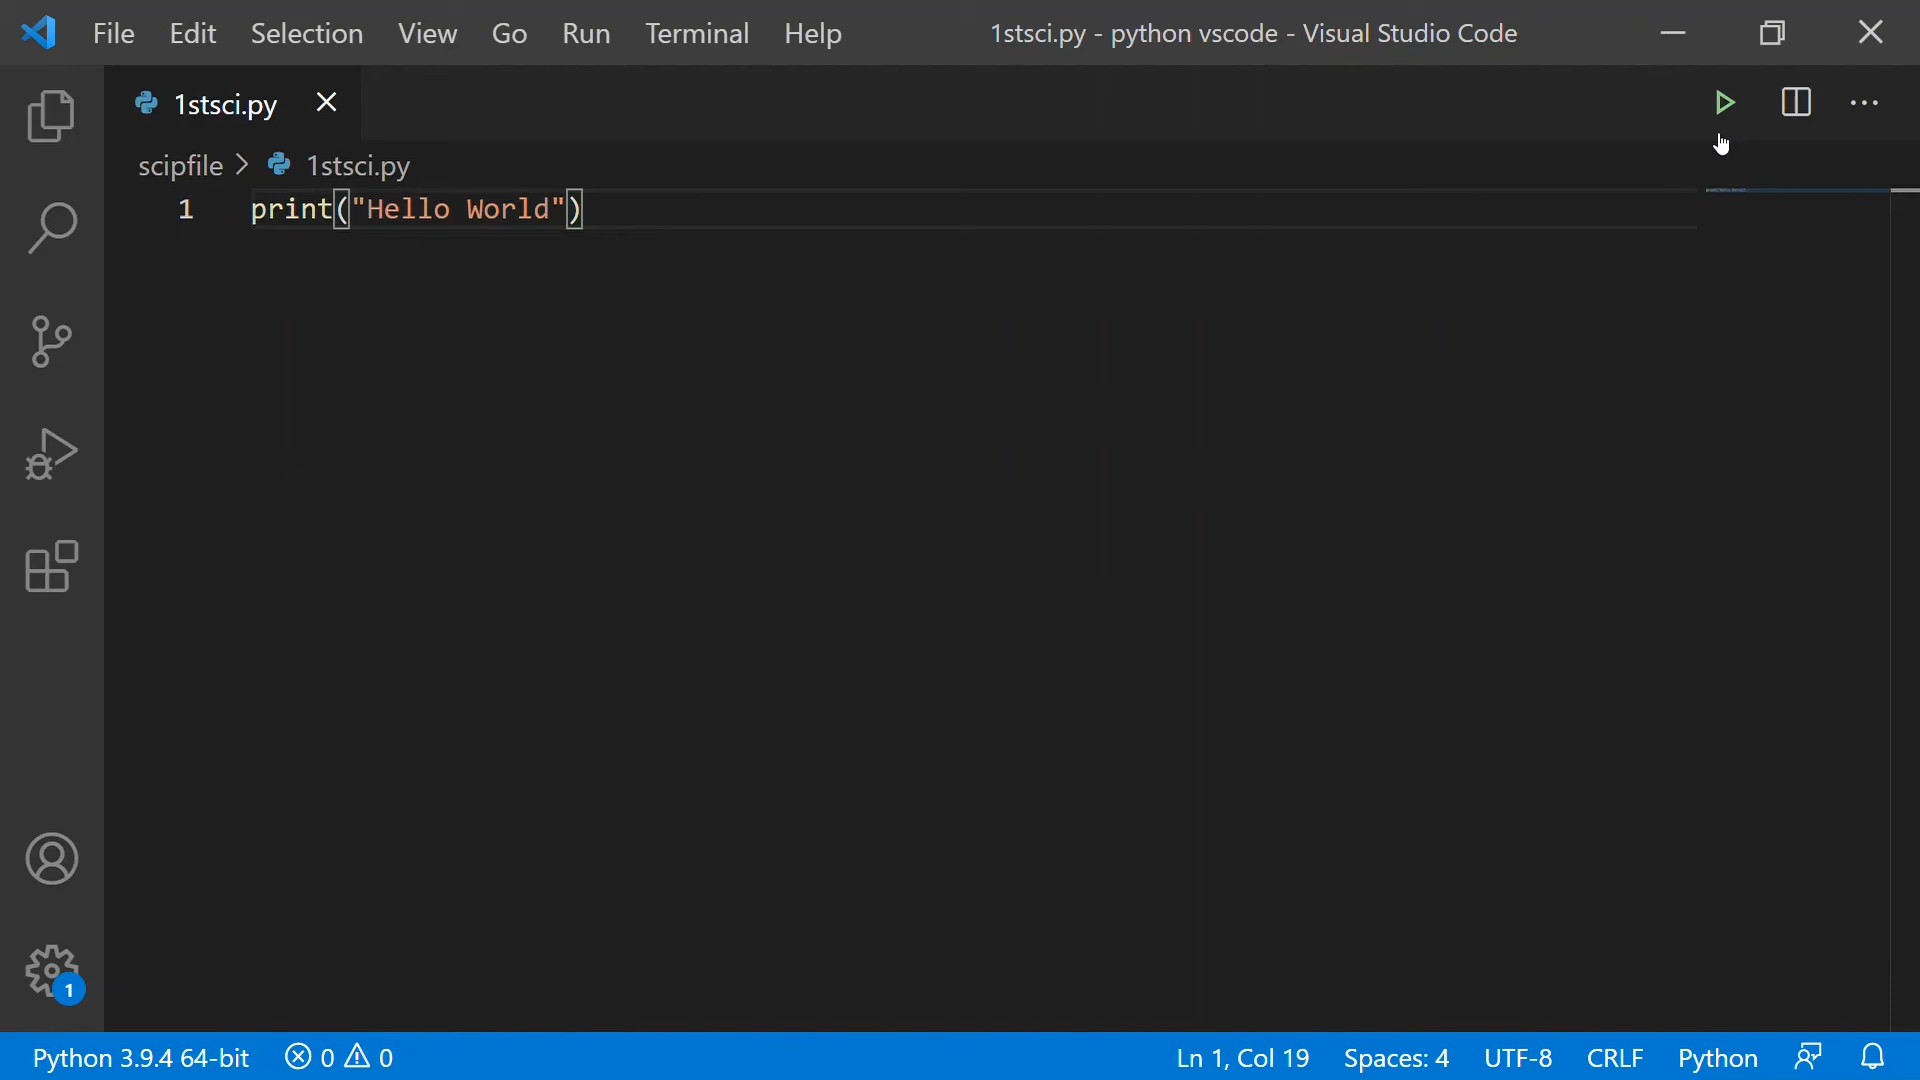 File Edit Selection View Go Run Terminal Help 1stsci.py - python vscode - Visual Studio Code
1stsci.py
scipfile > 1stsci.py
1 print("Hello World")
1
Python 3.9.4 64-bit 0 0 Ln 1, Col 19 Spaces: 4 UTF-8 CRLF Python